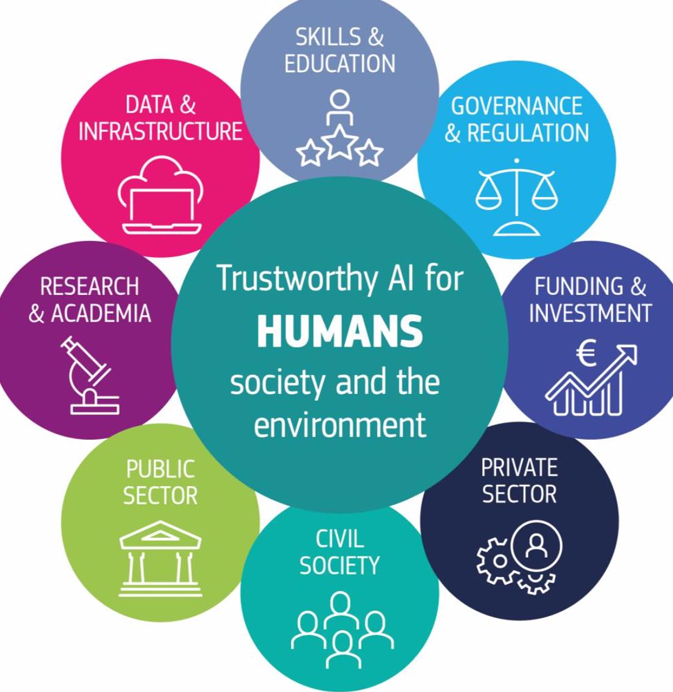 SKILLS &
EDUCATION
DATA &
INFRASTRUCTURE
GOVERNANCE
& REGULATION
RESEARCH
& ACADEMIA
Trustworthy AI for
HUMANS
society and the
environment
FUNDING &
INVESTMENT
€
PUBLIC
SECTOR
PRIVATE
SECTOR
CIVIL
SOCIETY